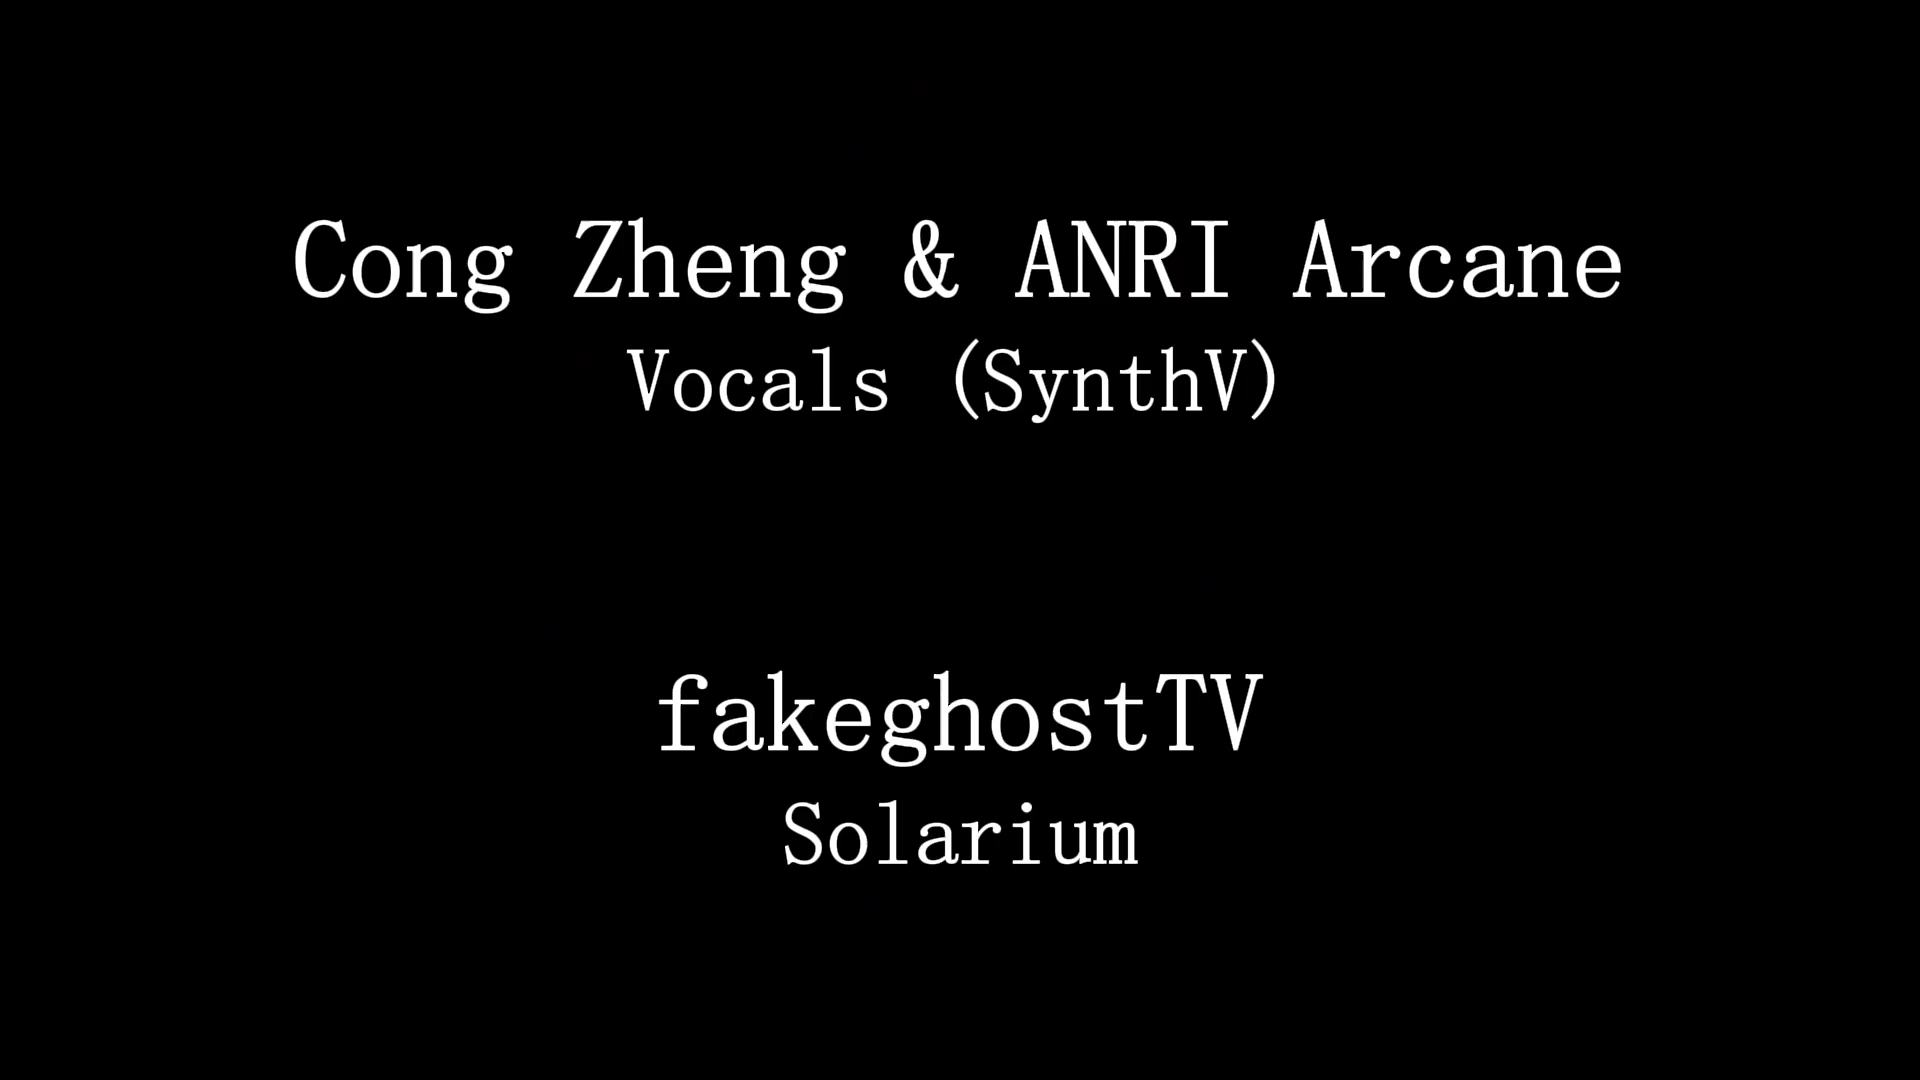 Cong Zheng & ANRI Arcane
Vocals (SynthV)
fakeghostTV
Solarium